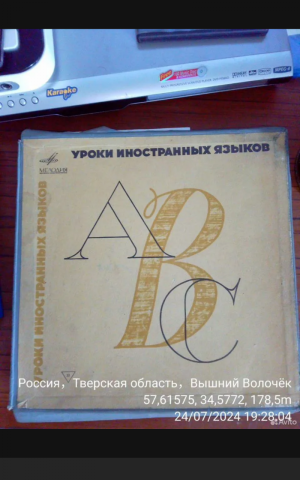 Karaoke
УРОКИ ИНОСТРАННЫХ ЯЗЫКОВ
МЕЛОДИЯ
УРОКИ ИНОСТРАННЫХ ЯЗЫКОВ
A
B
C
Россия, Тверская область, Вышний Волочёк
57,61575, 34,5772, 178,5m
24/07/2024 19:28:04
Avito